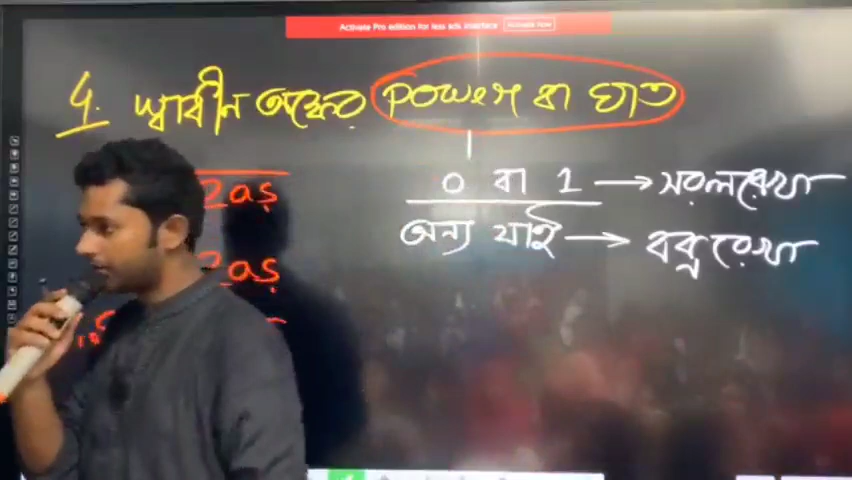 Activate Pro edition for less ads interface Activate Now
4. স্বাধীন অক্ষের power বা ঘাত
2as
0 বা 1 → সরলরেখা
অন্য যাই → বক্ররেখা
2as